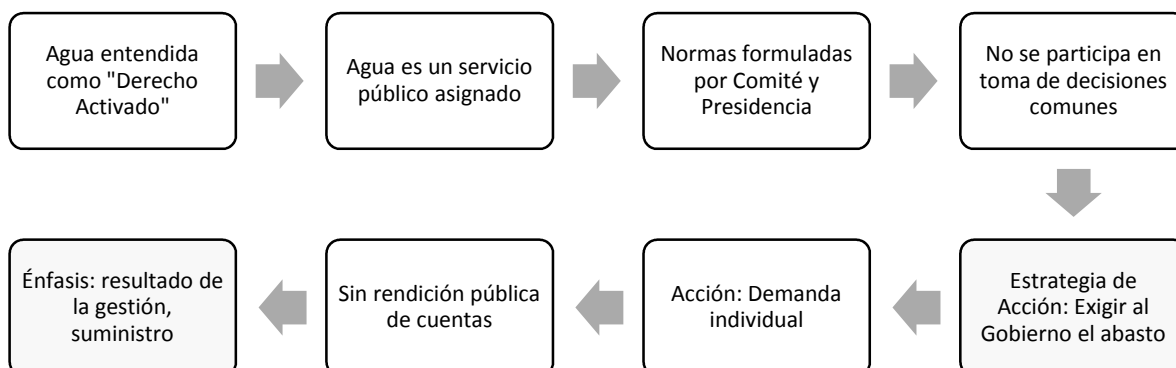 Agua entendida
como "Derecho
Activado"
Agua es un servicio
público asignado
Normas formuladas
por Comité y
Presidencia
No se participa en
toma de decisiones
comunes
Estrategia de
Acción: Exigir al
Gobierno el abasto
Acción: Demanda
individual
Sin rendición pública
de cuentas
Énfasis: resultado de
la gestión,
suministro